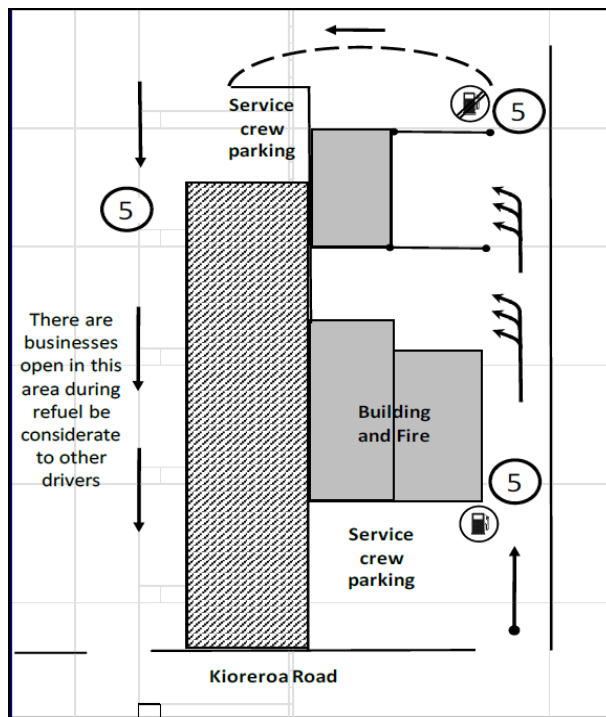 Service
crew
parking
5
5
There are
businesses
open in this
area during
refuel be
considerate
to other
drivers
Building
and Fire
5
Service
crew
parking
Kioreroa Road